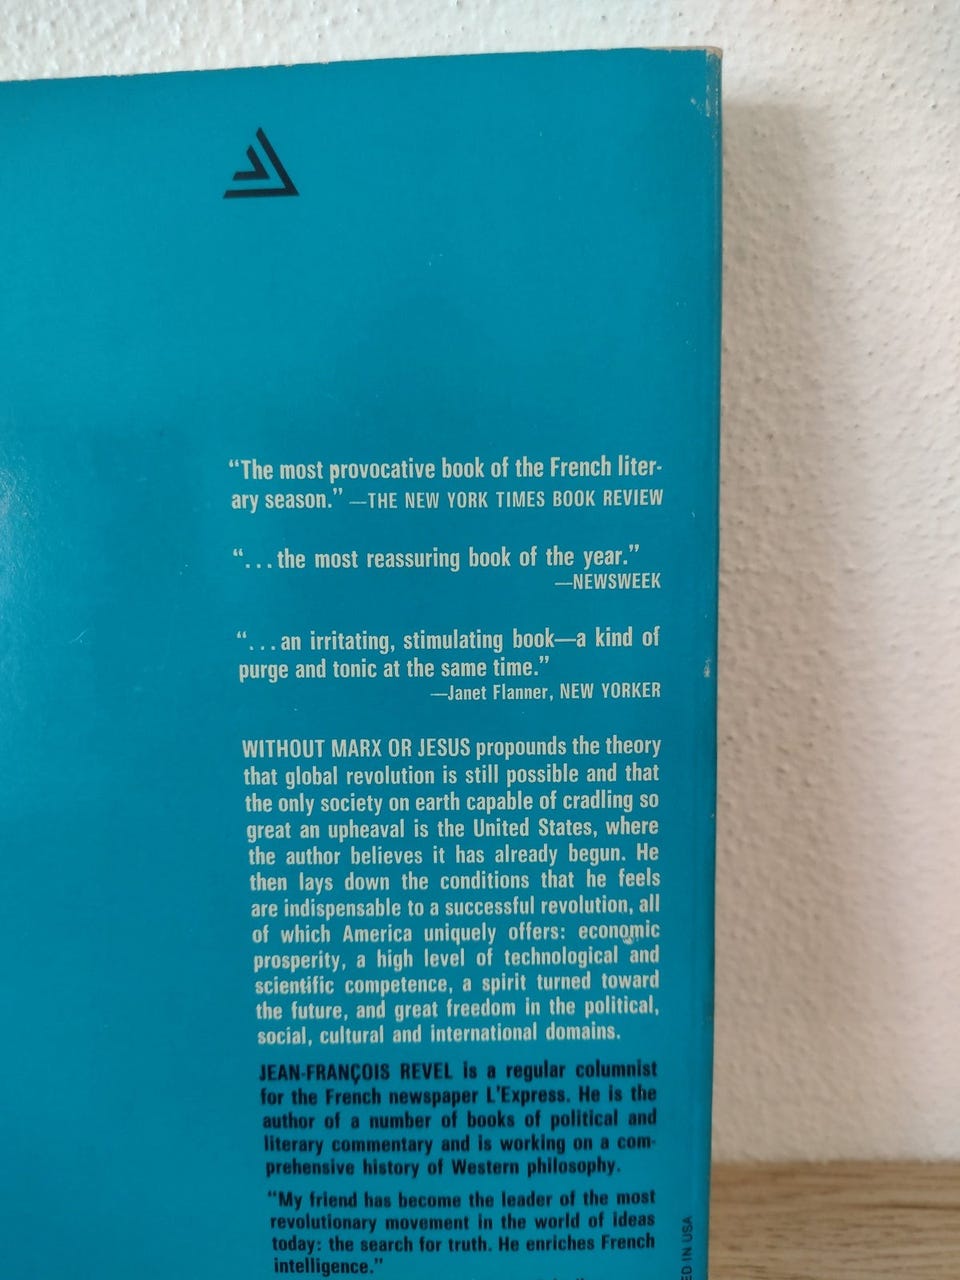 “The most provocative book of the French liter-
ary season.” —THE NEW YORK TIMES BOOK REVIEW
“...the most reassuring book of the year.”
—NEWSWEEK
“...an irritating, stimulating book—a kind of
purge and tonic at the same time.”
—Janet Flanner, NEW YORKER
WITHOUT MARX OR JESUS propounds the theory
that global revolution is still possible and that
the only society on earth capable of cradling so
great an upheaval is the United States, where
the author believes it has already begun. He
then lays down the conditions that he feels
are indispensable to a successful revolution, all
of which America uniquely offers: economic
prosperity, a high level of technological and
scientific competence, a spirit turned toward
the future, and great freedom in the political,
social, cultural and international domains.
JEAN-FRANÇOIS REVEL is a regular columnist
for the French newspaper L'Express. He is the
author of a number of books of political and
literary commentary and is working on a com-
prehensive history of Western philosophy.
“My friend has become the leader of the most
revolutionary movement in the world of ideas
today: the search for truth. He enriches French
intelligence.”
IN USA